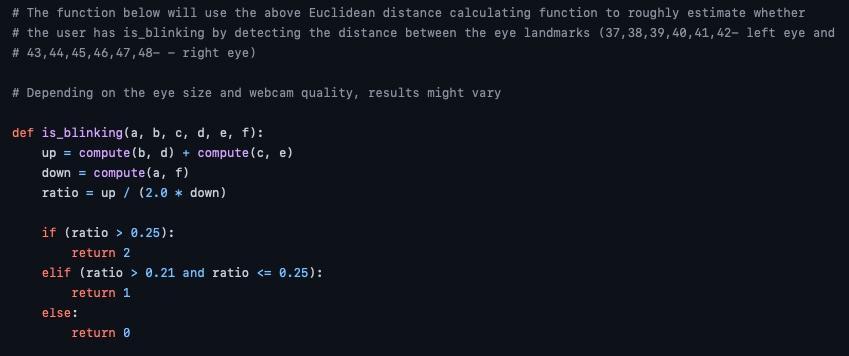 # The function below will use the above Euclidean distance calculating function to roughly estimate whether
# the user has is_blinking by detecting the distance between the eye landmarks (37,38,39,40,41,42– left eye and
# 43,44,45,46,47,48– – right eye)
# Depending on the eye size and webcam quality, results might vary
def is_blinking(a, b, c, d, e, f):
    up = compute(b, d) + compute(c, e)
    down = compute(a, f)
    ratio = up / (2.0 * down)
    if (ratio > 0.25):
        return 2
    elif (ratio > 0.21 and ratio <= 0.25):
        return 1
    else:
        return 0